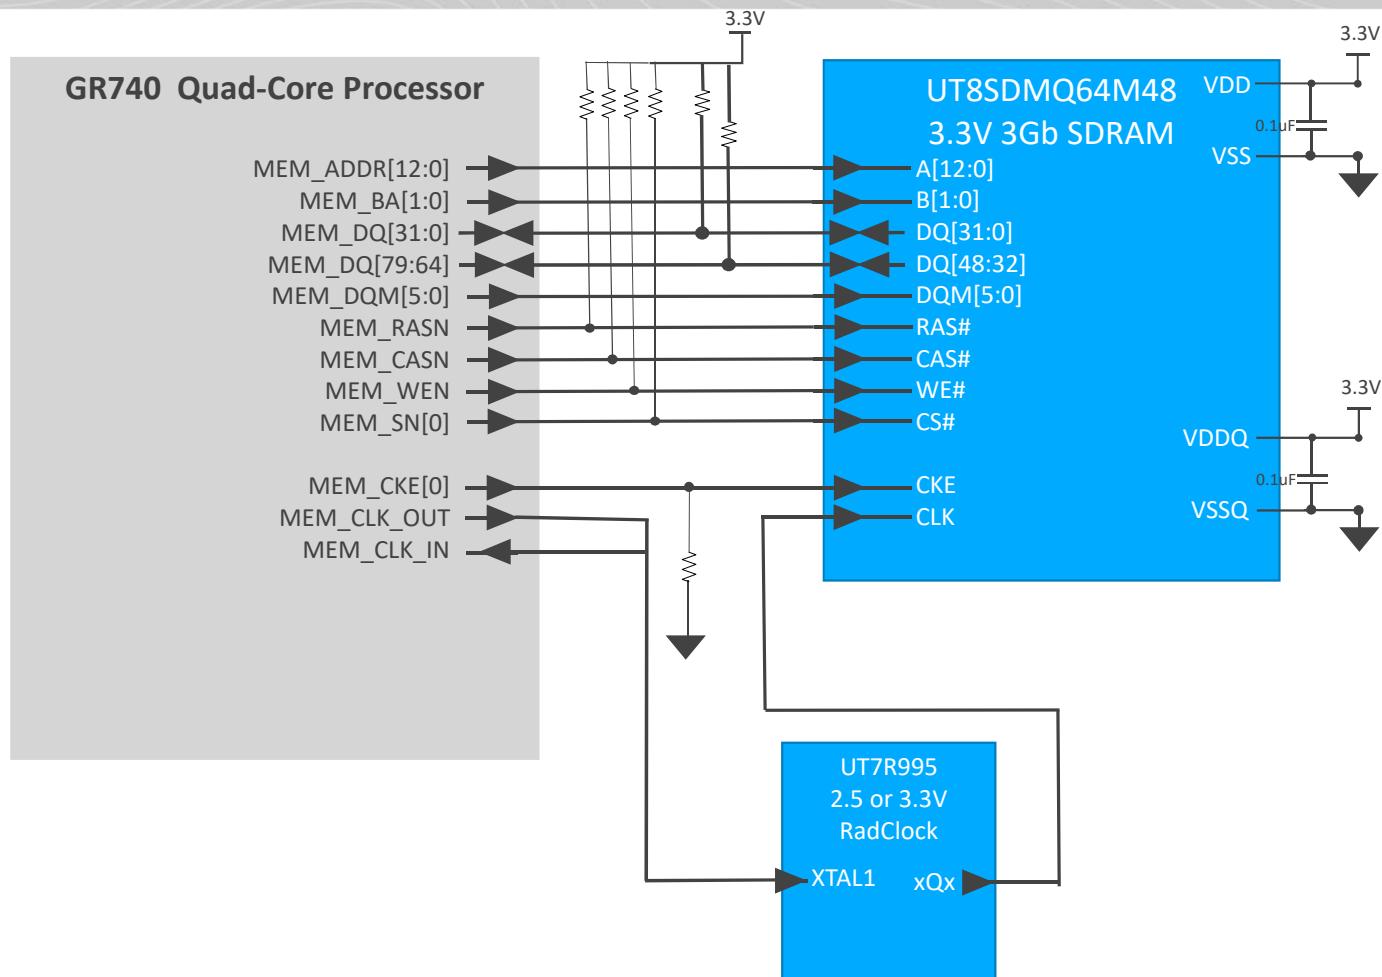 3.3V
3.3V
GR740 Quad-Core Processor
UT8SDMQ64M48
3.3V 3Gb SDRAM
VDD
0.1uF
VSS
MEM_ADDR[12:0]
A[12:0]
MEM_BA[1:0]
B[1:0]
MEM_DQ[31:0]
DQ[31:0]
MEM_DQ[79:64]
DQ[48:32]
MEM_DQM[5:0]
DQM[5:0]
MEM_RASN
RAS#
MEM_CASN
CAS#
MEM_WEN
WE#
MEM_SN[0]
CS#
3.3V
VDDQ
0.1uF
VSSQ
MEM_CKE[0]
CKE
MEM_CLK_OUT
CLK
MEM_CLK_IN
UT7R995
2.5 or 3.3V
RadClock
XTAL1
xQx